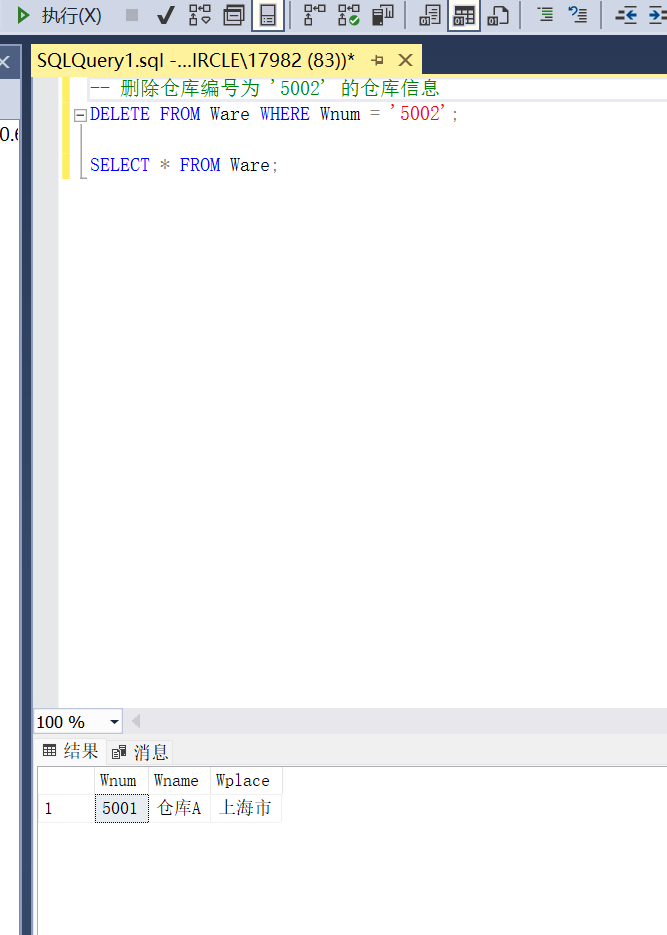 执行(X)
SQLQuery1.sql -...IRCLE\17982 (83))*
-- 删除仓库编号为 '5002' 的仓库信息
DELETE FROM Ware WHERE Wnum = '5002';
SELECT * FROM Ware;
100 %
结果 消息
Wnum Wname Wplace
1 5001 仓库A 上海市